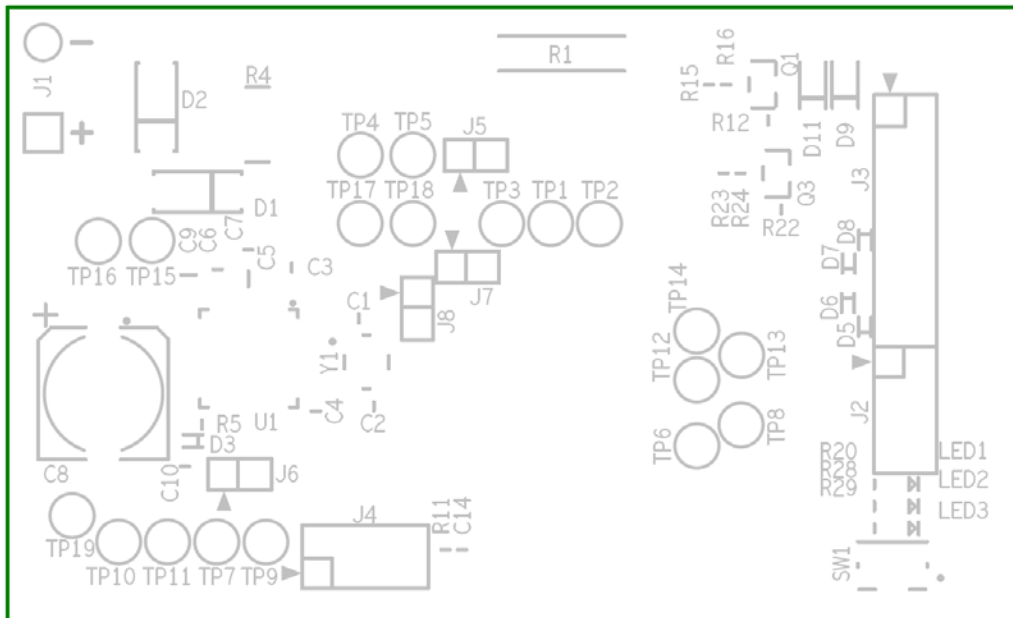 J1
−
+
D2
R4
R1
R15
R16
Q1
R12
D11
D9
TP4
TP5
J5
TP17
TP18
TP3
TP1
TP2
R23
R24
Q3
R22
J3
D1
C9
C6
C7
C5
C3
TP16
TP15
J7
D8
D7
D6
D5
+
C1
J8
TP14
TP12
TP13
Y1
U1
C4
C2
R5
D3
J2
TP6
TP8
C8
C10
J6
R20
R28
R29
LED1
LED2
LED3
TP19
TP10
TP11
TP7
TP9
J4
R11
C14
SW1